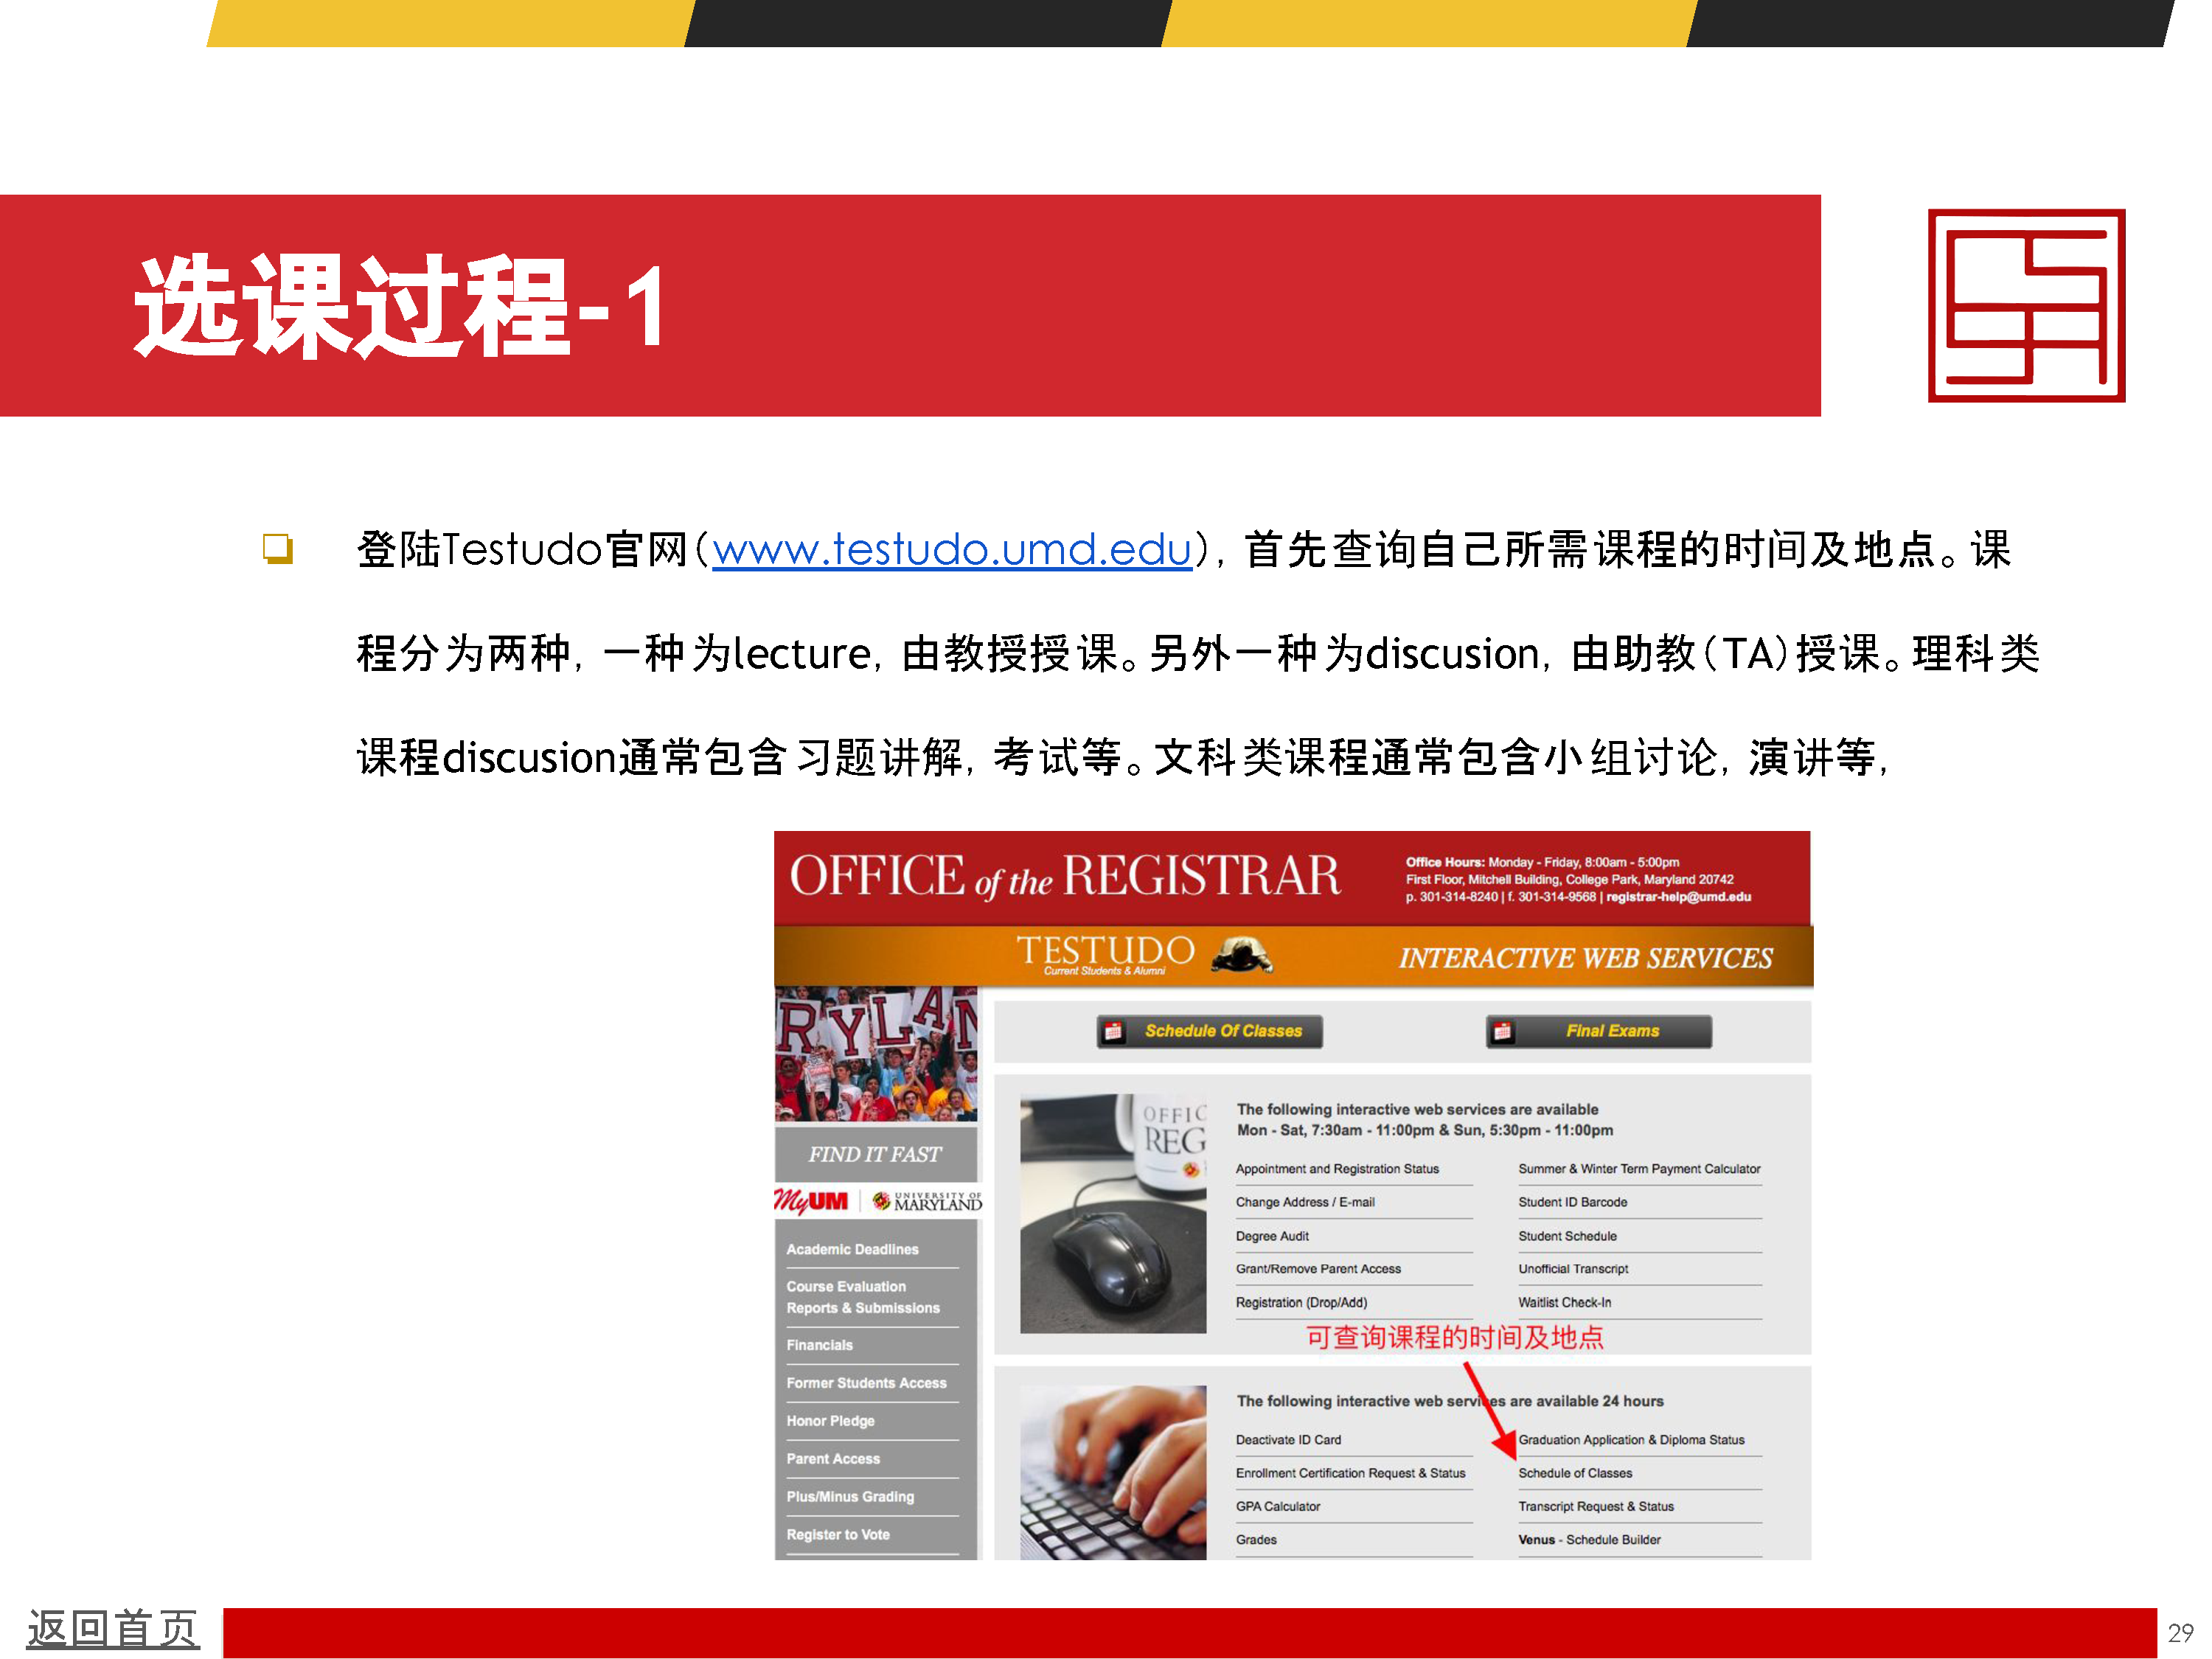 选课过程-1
登陆Testudo官网（www.testudo.umd.edu），首先查询自己所需课程的时间及地点。课
程分为两种，一种为lecture，由教授授课。另外一种为discusion，由助教（TA）授课。理科类
课程discusion通常包含习题讲解，考试等。文科类课程通常包含小组讨论，演讲等，
OFFICE of the REGISTRAR
Office Hours: Monday - Friday, 8:00am - 5:00pm
First Floor, Mitchell Building, College Park, Maryland 20742
p. 301-314-8240 | f. 301-314-9568 | registrar-help@umd.edu
TESTUDO
Current Students & Alumni
INTERACTIVE WEB SERVICES
RYLAN
Schedule Of Classes
Final Exams
FIND IT FAST
MyUM
UNIVERSITY OF
MARYLAND
Academic Deadlines
Course Evaluation
Reports & Submissions
Financials
Former Students Access
Honor Pledge
Parent Access
Plus/Minus Grading
Register to Vote
OFFIC
REG
The following interactive web services are available
Mon - Sat, 7:30am - 11:00pm & Sun, 5:30pm - 11:00pm
Appointment and Registration Status
Change Address / E-mail
Degree Audit
Grant/Remove Parent Access
Registration (Drop/Add)
Summer & Winter Term Payment Calculator
Student ID Barcode
Student Schedule
Unofficial Transcript
Waitlist Check-In
可查询课程的时间及地点
The following interactive web services are available 24 hours
Deactivate ID Card
Enrollment Certification Request & Status
GPA Calculator
Grades
Graduation Application & Diploma Status
Schedule of Classes
Transcript Request & Status
Venus - Schedule Builder
返回首页
29